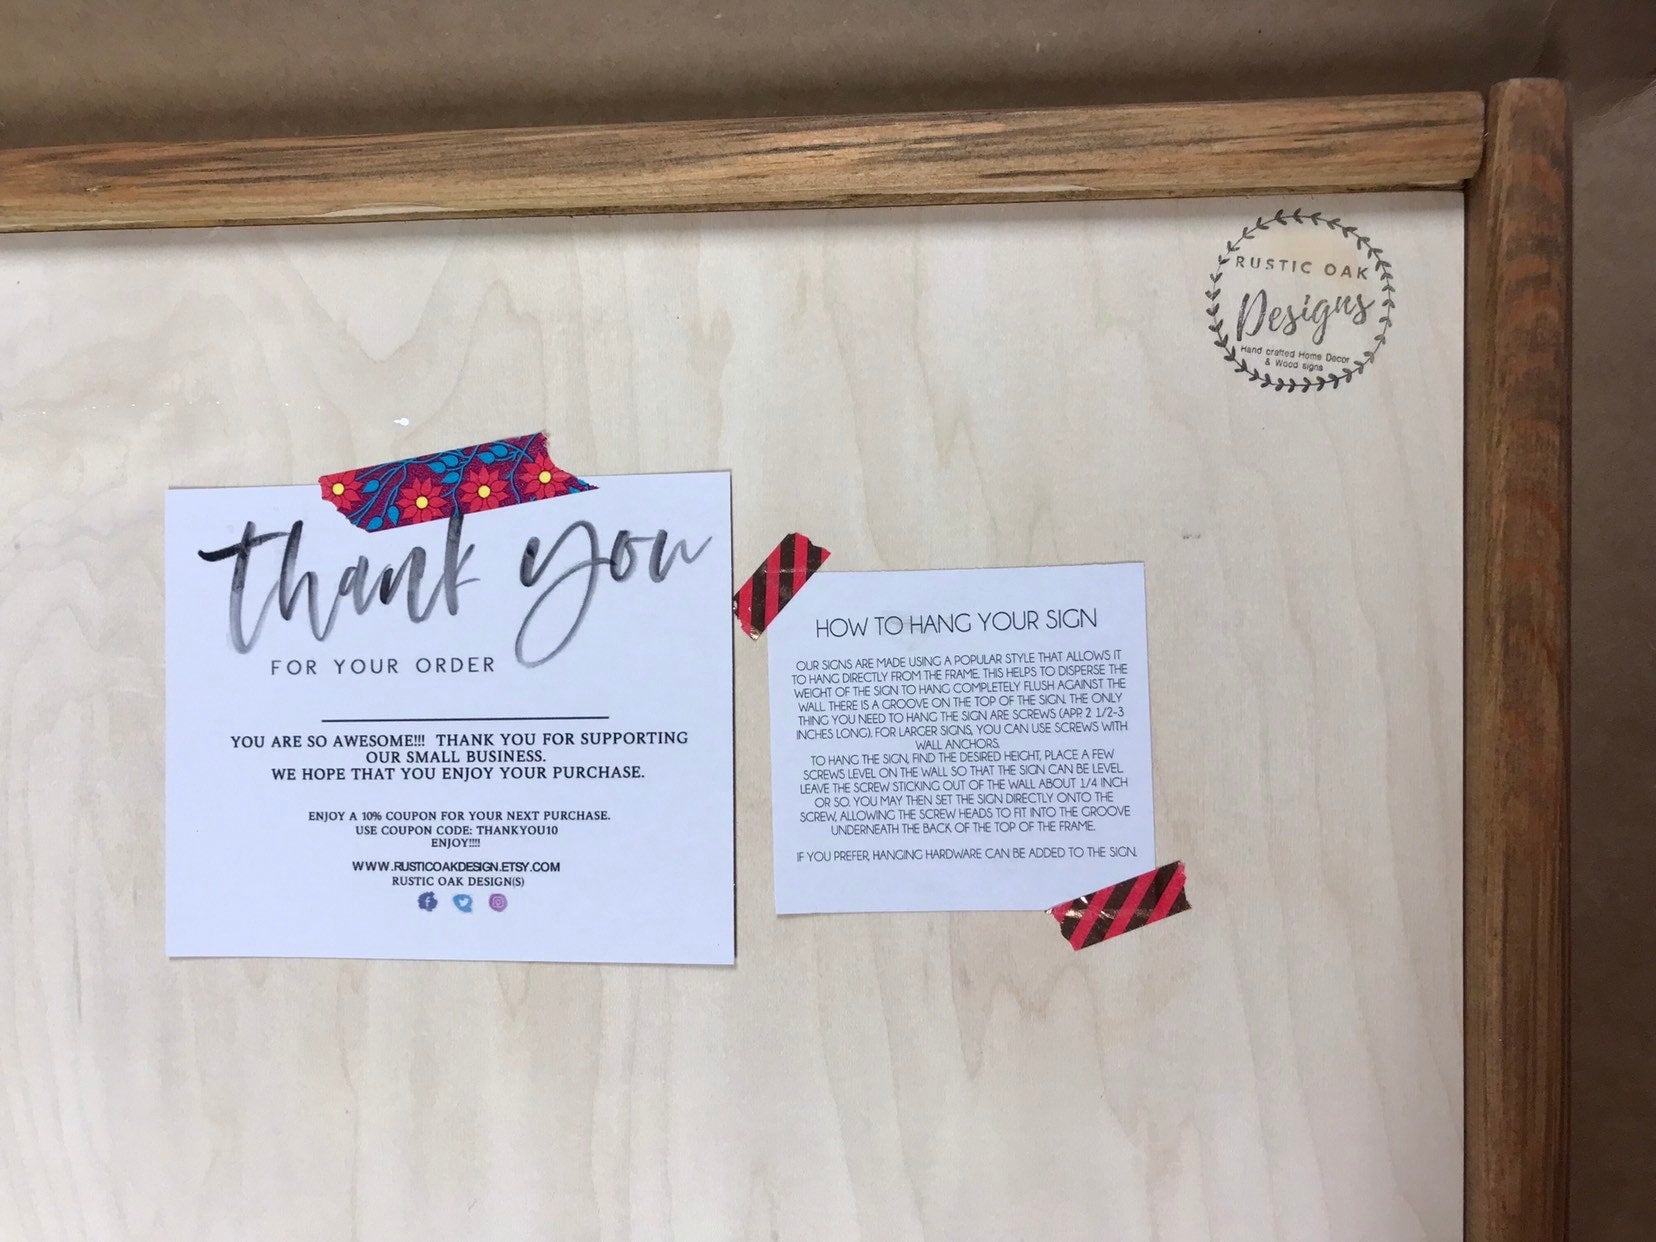 RUSTIC OAK
Designs
Hand crafted Home Decor
& Wood signs
thank you
FOR YOUR ORDER
YOU ARE SO AWESOME!!! THANK YOU FOR SUPPORTING
OUR SMALL BUSINESS.
WE HOPE THAT YOU ENJOY YOUR PURCHASE.
ENJOY A 10% COUPON FOR YOUR NEXT PURCHASE.
USE COUPON CODE: THANKYOU10
ENJOY!!!!
WWW.RUSTICOAKDESIGN.ETSY.COM
RUSTIC OAK DESIGN(S)
HOW TO HANG YOUR SIGN
OUR SIGNS ARE MADE USING A POPULAR STYLE THAT ALLOWS IT
TO HANG DIRECTLY FROM THE FRAME. THIS HELPS TO DISPERSE THE
WEIGHT OF THE SIGN TO HANG COMPLETELY FLUSH AGAINST THE
WALL. THERE IS A GROOVE ON THE TOP OF THE SIGN. THE ONLY
THING YOU NEED TO HANG THE SIGN ARE SCREWS (APP. 2 1/2-3
INCHES LONG). FOR LARGER SIGNS, YOU CAN USE SCREWS WITH
WALL ANCHORS.
TO HANG THE SIGN, FIND THE DESIRED HEIGHT, PLACE A FEW
SCREWS LEVEL ON THE WALL SO THAT THE SIGN CAN BE LEVEL.
LEAVE THE SCREW STICKING OUT OF THE WALL ABOUT 1/4 INCH
OR SO. YOU MAY THEN SET THE SIGN DIRECTLY ONTO THE
SCREW, ALLOWING THE SCREW HEADS TO FIT INTO THE GROOVE
UNDERNEATH THE BACK OF THE TOP OF THE FRAME.
IF YOU PREFER, HANGING HARDWARE CAN BE ADDED TO THE SIGN.